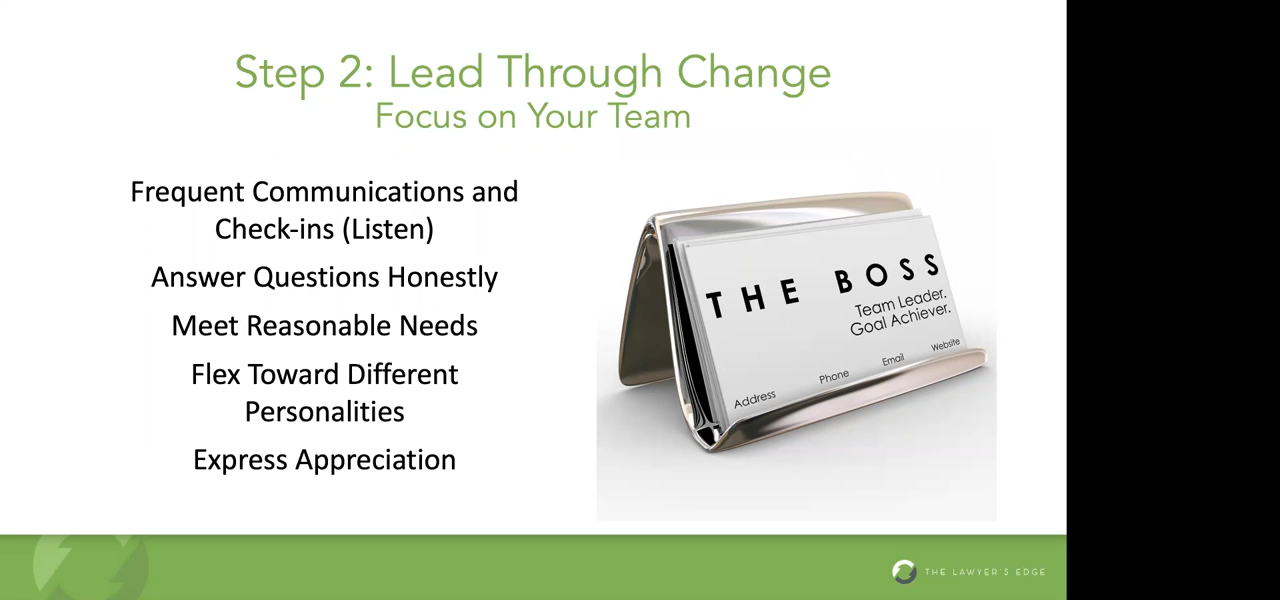 Step 2: Lead Through Change
Focus on Your Team
Frequent Communications and
Check-ins (Listen)
Answer Questions Honestly
Meet Reasonable Needs
Flex Toward Different
Personalities
Express Appreciation
THE BOSS
Team Leader.
Goal Achiever.
Address
Phone
Email
Website
THE LAWYER'S EDGE